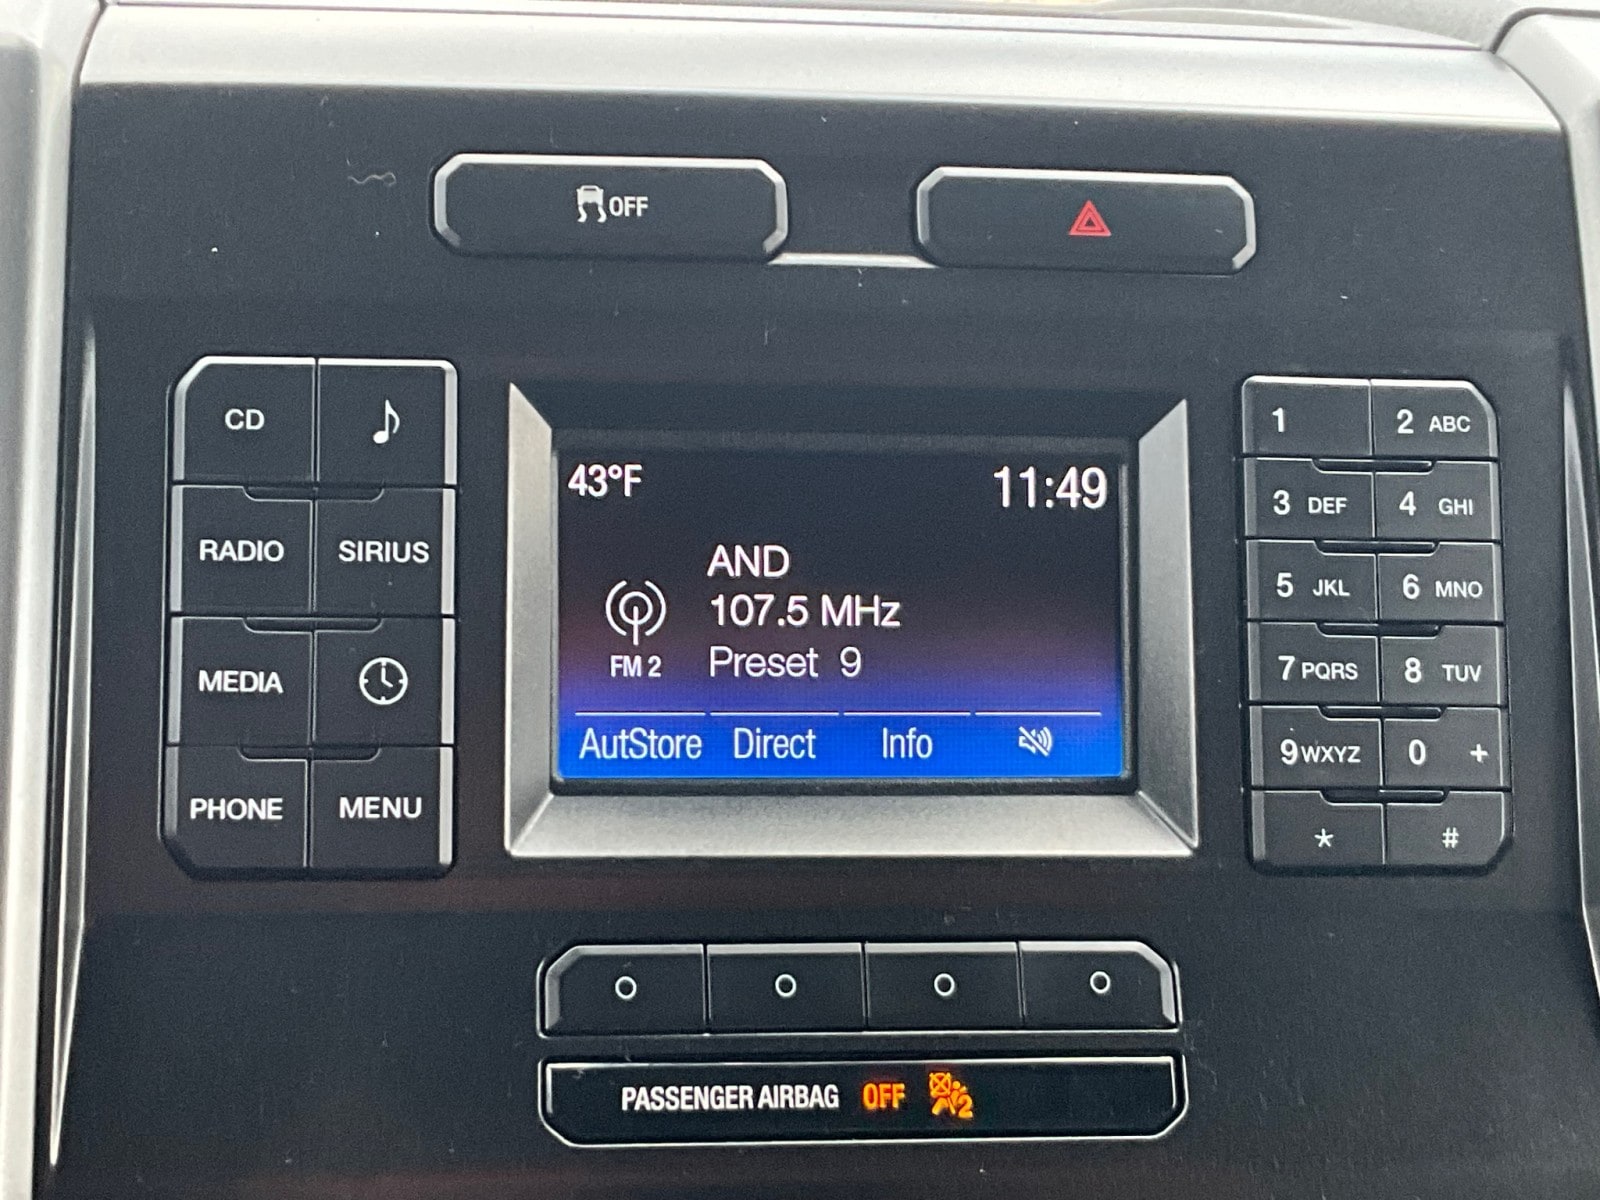 OFF
CD
RADIO SIRIUS
MEDIA
PHONE MENU
43°F 11:49
AND
107.5 MHz
FM 2
Preset 9
AutStore Direct Info
1 2 ABC
3 DEF 4 GHI
5 JKL 6 MNO
7 PQRS 8 TUV
9 WXYZ 0 +
* #
PASSENGER AIRBAG OFF 2